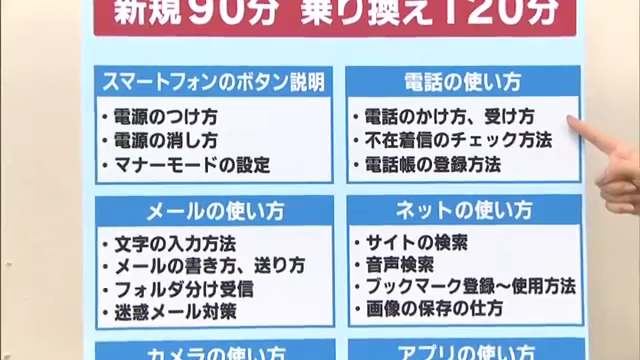 新規90分 乗り換え120分
スマートフォンのボタン説明
・電源のつけ方
・電源の消し方
・マナーモードの設定
電話の使い方
・電話のかけ方、受け方
・不在着信のチェック方法
・電話帳の登録方法
メールの使い方
・文字の入力方法
・メールの書き方、送り方
・フォルダ分け受信
・迷惑メール対策
ネットの使い方
・サイトの検索
・音声検索
・ブックマーク登録～使用方法
・画像の保存の仕方
カメラの使い方
アプリの使い方